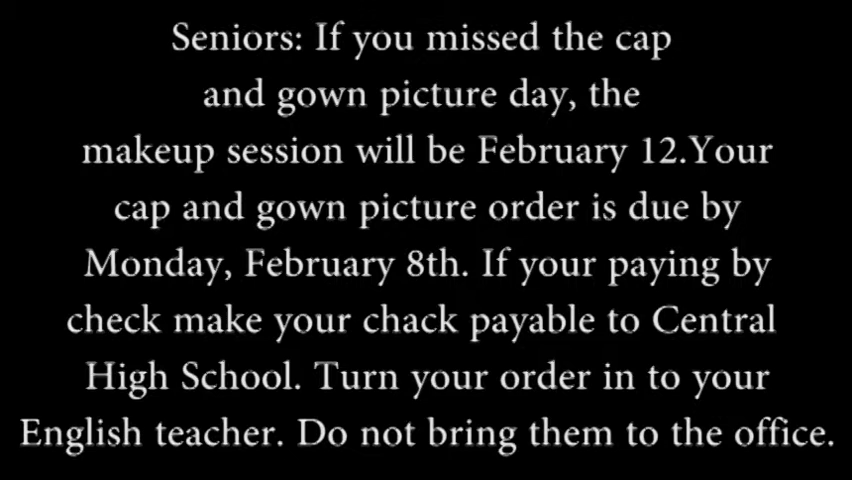 Seniors: If you missed the cap
and gown picture day, the
makeup session will be February 12.Your
cap and gown picture order is due by
Monday, February 8th. If your paying by
check make your chack payable to Central
High School. Turn your order in to your
English teacher. Do not bring them to the office.